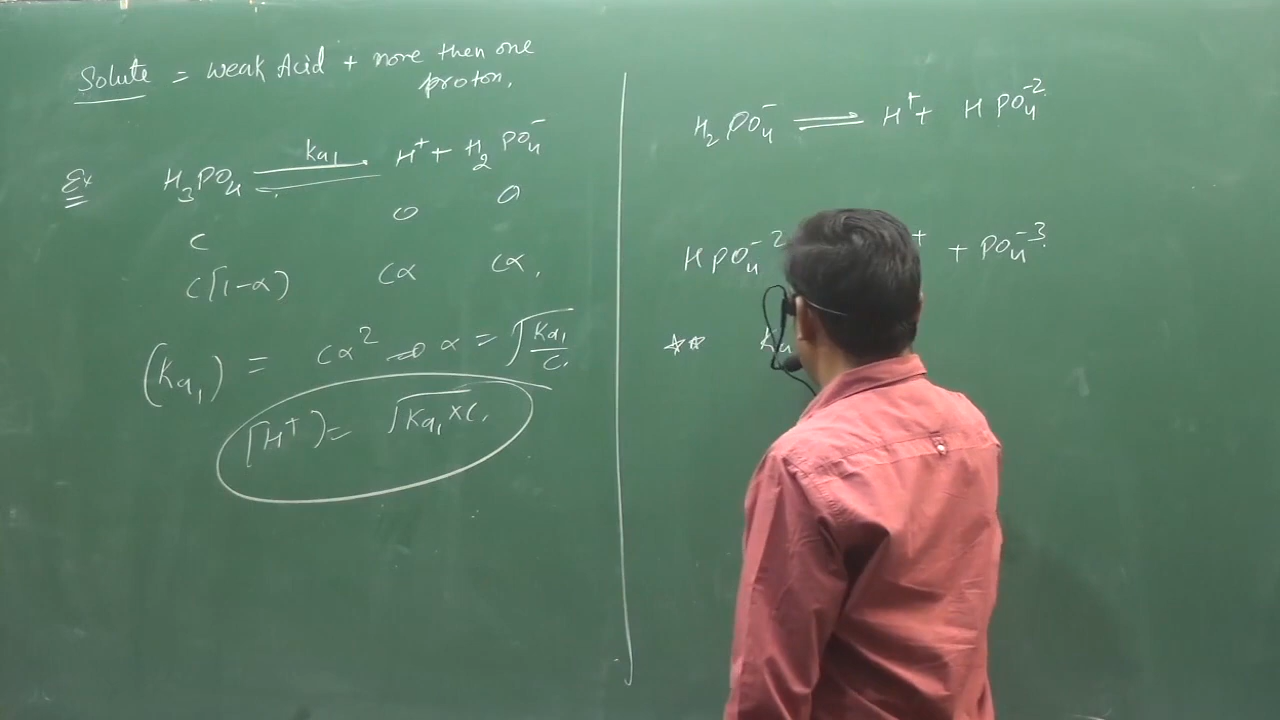 Solute = weak Acid + more then one
proton.
Ex H₃PO₄ ⇌ Ka₁ H⁺ + H₂PO₄⁻
C 0 0
C(1-α) Cα Cα.
(Ka₁) = Cα² ⇒ α = √Ka₁/C.
[H⁺] = √Ka₁×C.
H₂PO₄⁻ ⇌ H⁺ + HPO₄⁻².
HPO₄⁻² + + PO₄⁻³.
** Ka